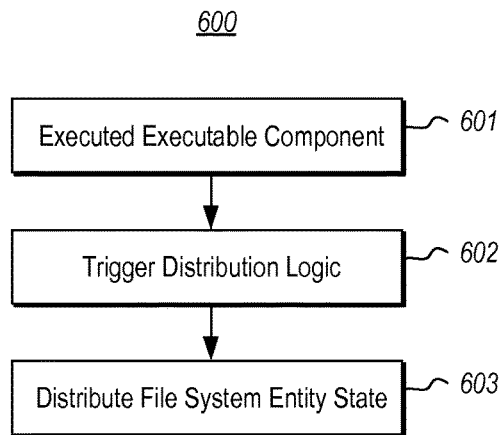 600
Executed Executable Component
601
Trigger Distribution Logic
602
Distribute File System Entity State
603